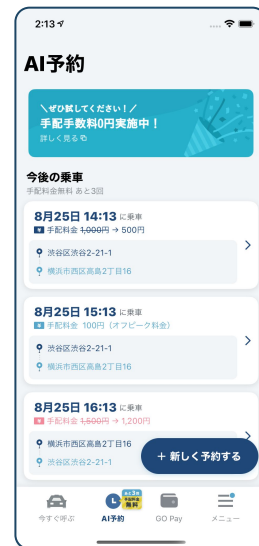 2:13
AI予約
＼ぜひ試してください！／
手配手数料0円実施中！
詳しく見る
今後の乗車
手配料金無料 あと3回
8月25日 14:13 に乗車
¥ 手配料金 1,000円 → 500円
渋谷区渋谷2-21-1
横浜市西区高島2丁目16
8月25日 15:13 に乗車
¥ 手配料金 100円（オフピーク料金）
渋谷区渋谷2-21-1
横浜市西区高島2丁目16
8月25日 16:13 に乗車
¥ 手配料金 1,500円 → 1,200円
横浜市西区高島2丁目16
渋谷区渋谷2-21-1
＋ 新しく予約する
あと3回
手配料金
無料
今すぐ呼ぶ
AI予約
GO Pay
メニュー